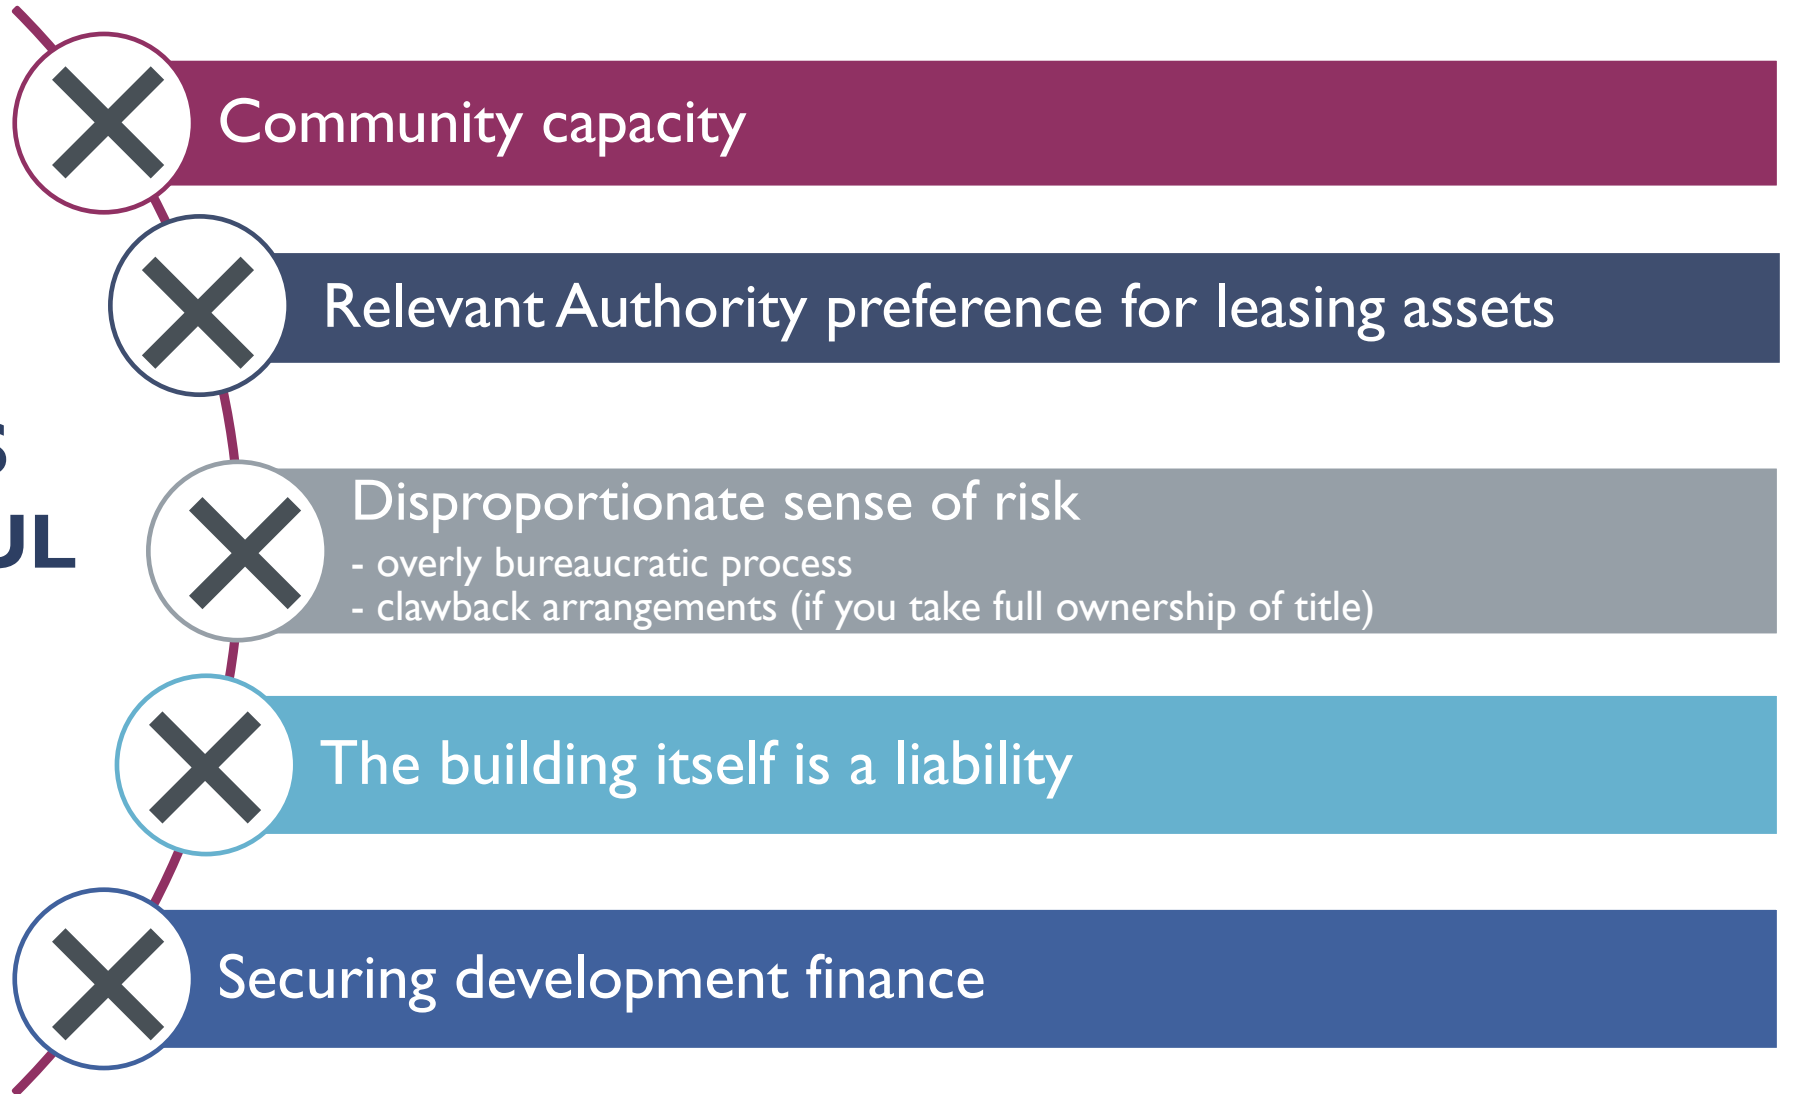 Community capacity
Relevant Authority preference for leasing assets
Disproportionate sense of risk
- overly bureaucratic process
- clawback arrangements (if you take full ownership of title)
The building itself is a liability
Securing development finance